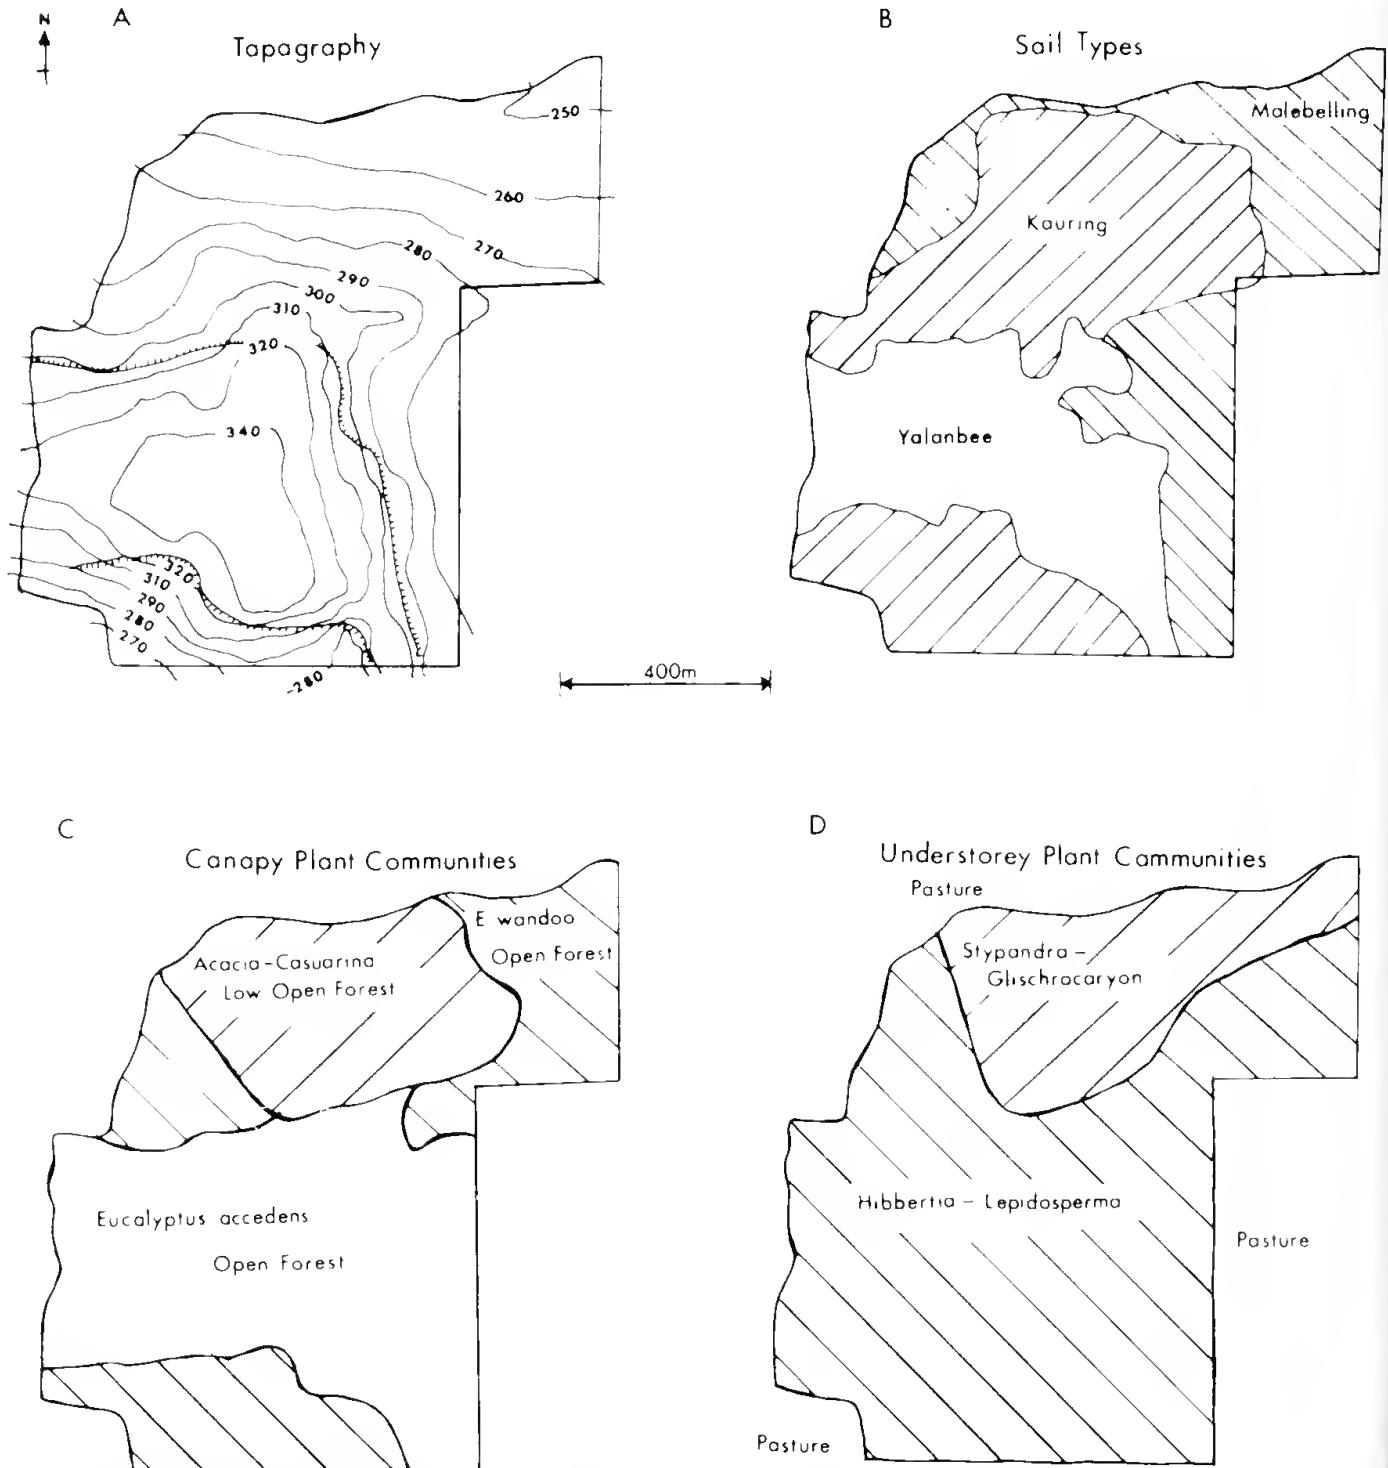 N
A
Tapagraphy
250
260
270
280
290
300
310
320
340
320
310
290
280
270
-280
400m
B
Sail Types
Malebelling
Kauring
Yalanbee
C
Canapy Plant Communities
E wandoo
Open Forest
Acacia-Casuarina
Low Open Forest
Eucalyptus accedens
Open Forest
D
Understorey Plant Cammunities
Pasture
Stypandra -
Glischracaryon
Hibbertia - Lepidosperma
Pasture
Pasture